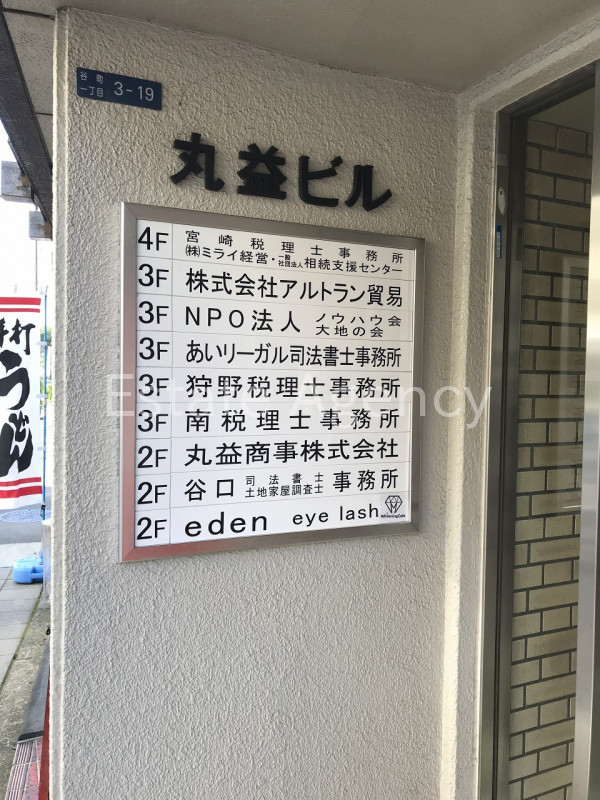 谷町
一丁目 3-19
丸益ビル
4F 宮崎税理士事務所
㈱ミライ経営・一般社団法人相続支援センター
3F 株式会社アルトラン貿易
3F NPO法人 ノウハウ会
大地の会
3F あいリーガル司法書士事務所
3F 狩野税理士事務所
3F 南税理士事務所
2F 丸益商事株式会社
2F 谷口 司法書士
土地家屋調査士 事務所
2F eden eye lash
手打
うどん